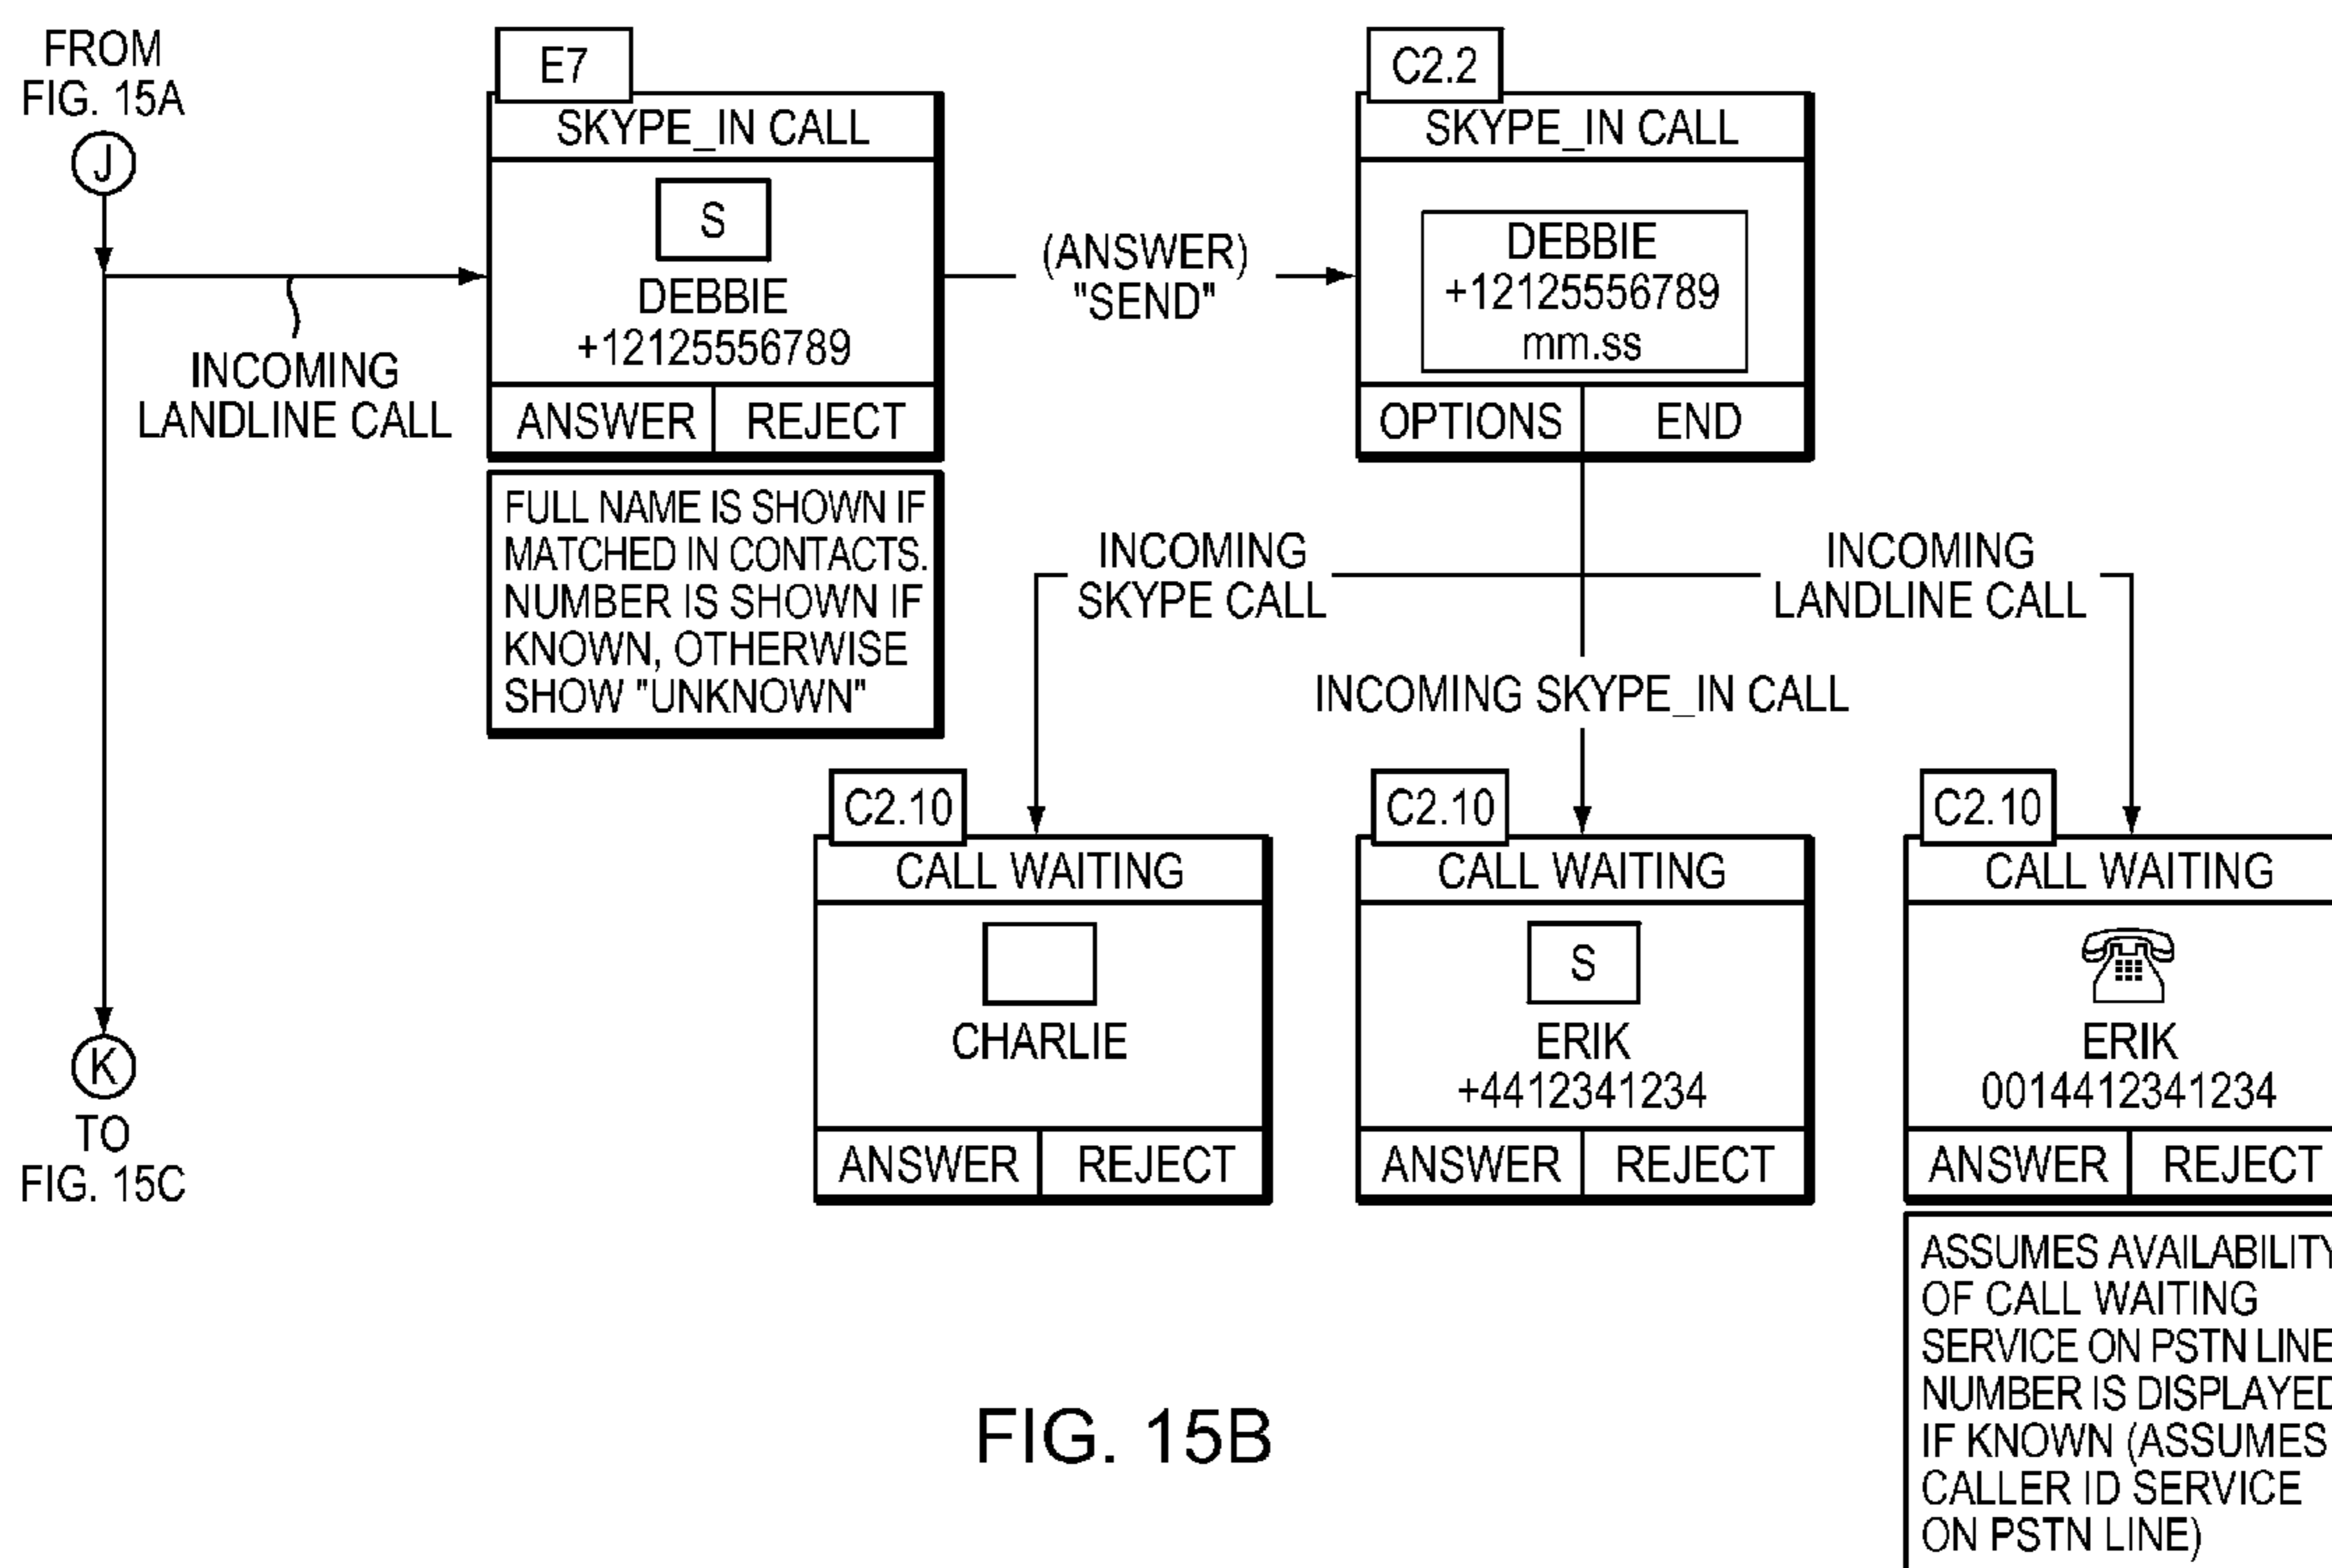 FROM
FIG. 15A
J
INCOMING
LANDLINE CALL
K
TO
FIG. 15C
E7
SKYPE_IN CALL
S
DEBBIE
+12125556789
ANSWER REJECT
FULL NAME IS SHOWN IF
MATCHED IN CONTACTS.
NUMBER IS SHOWN IF
KNOWN, OTHERWISE
SHOW "UNKNOWN"
(ANSWER)
"SEND"
C2.2
SKYPE_IN CALL
DEBBIE
+12125556789
mm.ss
OPTIONS END
INCOMING
SKYPE CALL
INCOMING SKYPE_IN CALL
INCOMING
LANDLINE CALL
C2.10
CALL WAITING
CHARLIE
ANSWER REJECT
C2.10
CALL WAITING
S
ERIK
+4412341234
ANSWER REJECT
C2.10
CALL WAITING
ERIK
0014412341234
ANSWER REJECT
ASSUMES AVAILABILITY
OF CALL WAITING
SERVICE ON PSTN LINE
NUMBER IS DISPLAYED
IF KNOWN (ASSUMES
CALLER ID SERVICE
ON PSTN LINE)
FIG. 15B